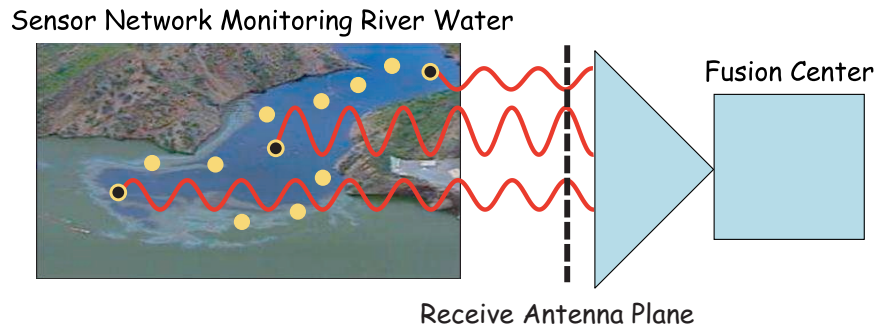 Sensor Network Monitoring River Water
Fusion Center
Receive Antenna Plane